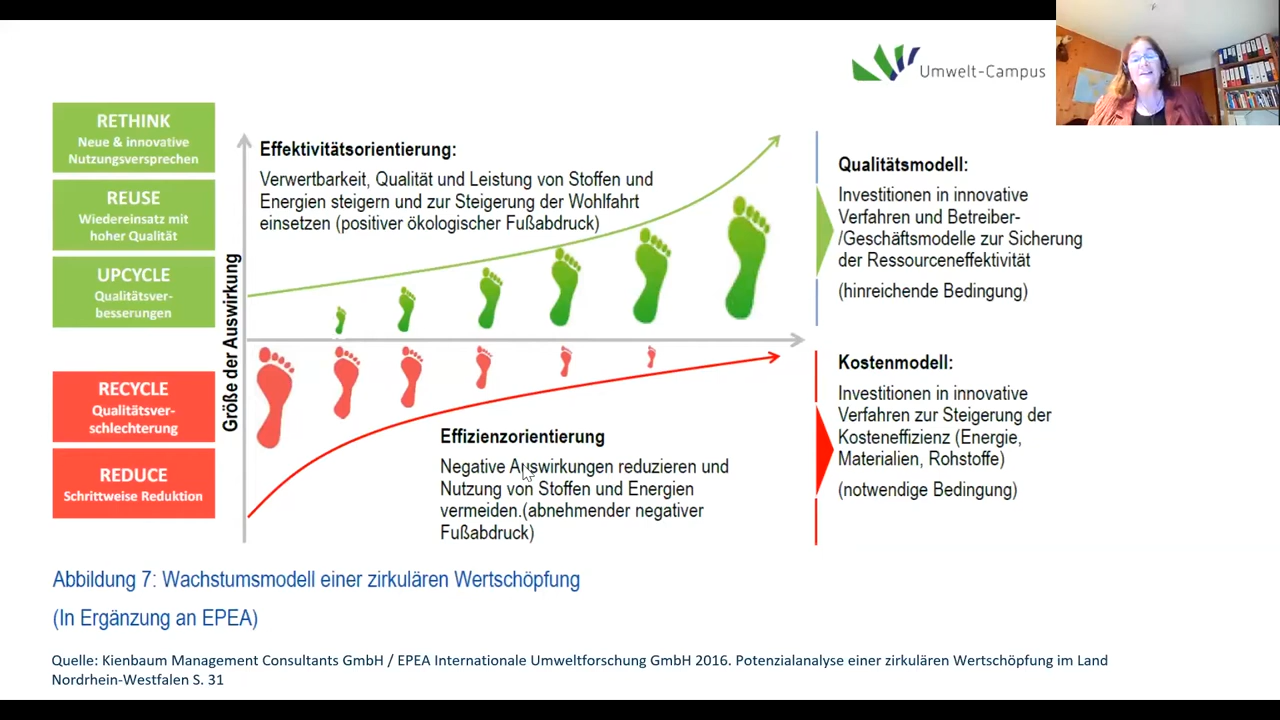 Umwelt-Campus
RETHINK
Neue & innovative
Nutzungsversprechen
REUSE
Wiedereinsatz mit
hoher Qualität
UPCYCLE
Qualitätsver-
besserungen
RECYCLE
Qualitätsver-
schlechterung
REDUCE
Schrittweise Reduktion
Größe der Auswirkung
Effektivitätsorientierung:
Verwertbarkeit, Qualität und Leistung von Stoffen und
Energien steigern und zur Steigerung der Wohlfahrt
einsetzen (positiver ökologischer Fußabdruck)
Effizienzorientierung
Negative Auswirkungen reduzieren und
Nutzung von Stoffen und Energien
vermeiden.(abnehmender negativer
Fußabdruck)
Qualitätsmodell:
Investitionen in innovative
Verfahren und Betreiber-
/Geschäftsmodelle zur Sicherung
der Ressourceneffektivität
(hinreichende Bedingung)
Kostenmodell:
Investitionen in innovative
Verfahren zur Steigerung der
Kosteneffizienz (Energie,
Materialien, Rohstoffe)
(notwendige Bedingung)
Abbildung 7: Wachstumsmodell einer zirkulären Wertschöpfung
(In Ergänzung an EPEA)
Quelle: Kienbaum Management Consultants GmbH / EPEA Internationale Umweltforschung GmbH 2016. Potenzialanalyse einer zirkulären Wertschöpfung im Land
Nordrhein-Westfalen S. 31